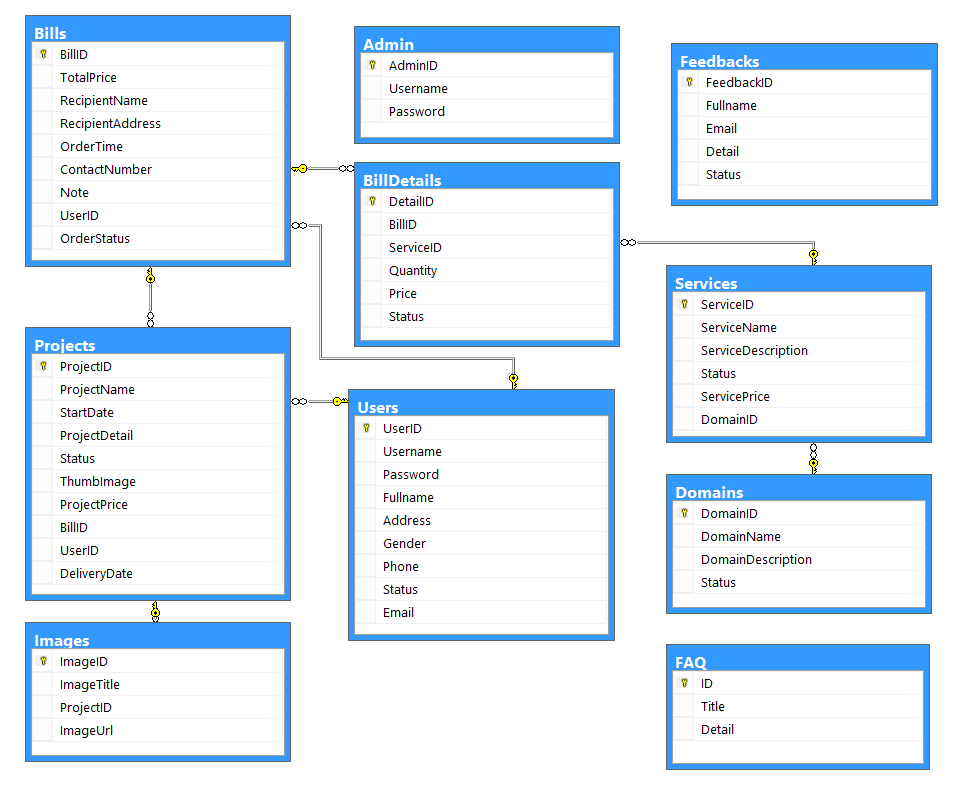 Bills
BillID
TotalPrice
RecipientName
RecipientAddress
OrderTime
ContactNumber
Note
UserID
OrderStatus
Admin
AdminID
Username
Password
Feedbacks
FeedbackID
Fullname
Email
Detail
Status
BillDetails
DetailID
BillID
ServiceID
Quantity
Price
Status
Services
ServiceID
ServiceName
ServiceDescription
Status
ServicePrice
DomainID
Projects
ProjectID
ProjectName
StartDate
ProjectDetail
Status
ThumbImage
ProjectPrice
BillID
UserID
DeliveryDate
Users
UserID
Username
Password
Fullname
Address
Gender
Phone
Status
Email
Domains
DomainID
DomainName
DomainDescription
Status
Images
ImageID
ImageTitle
ProjectID
ImageUrl
FAQ
ID
Title
Detail